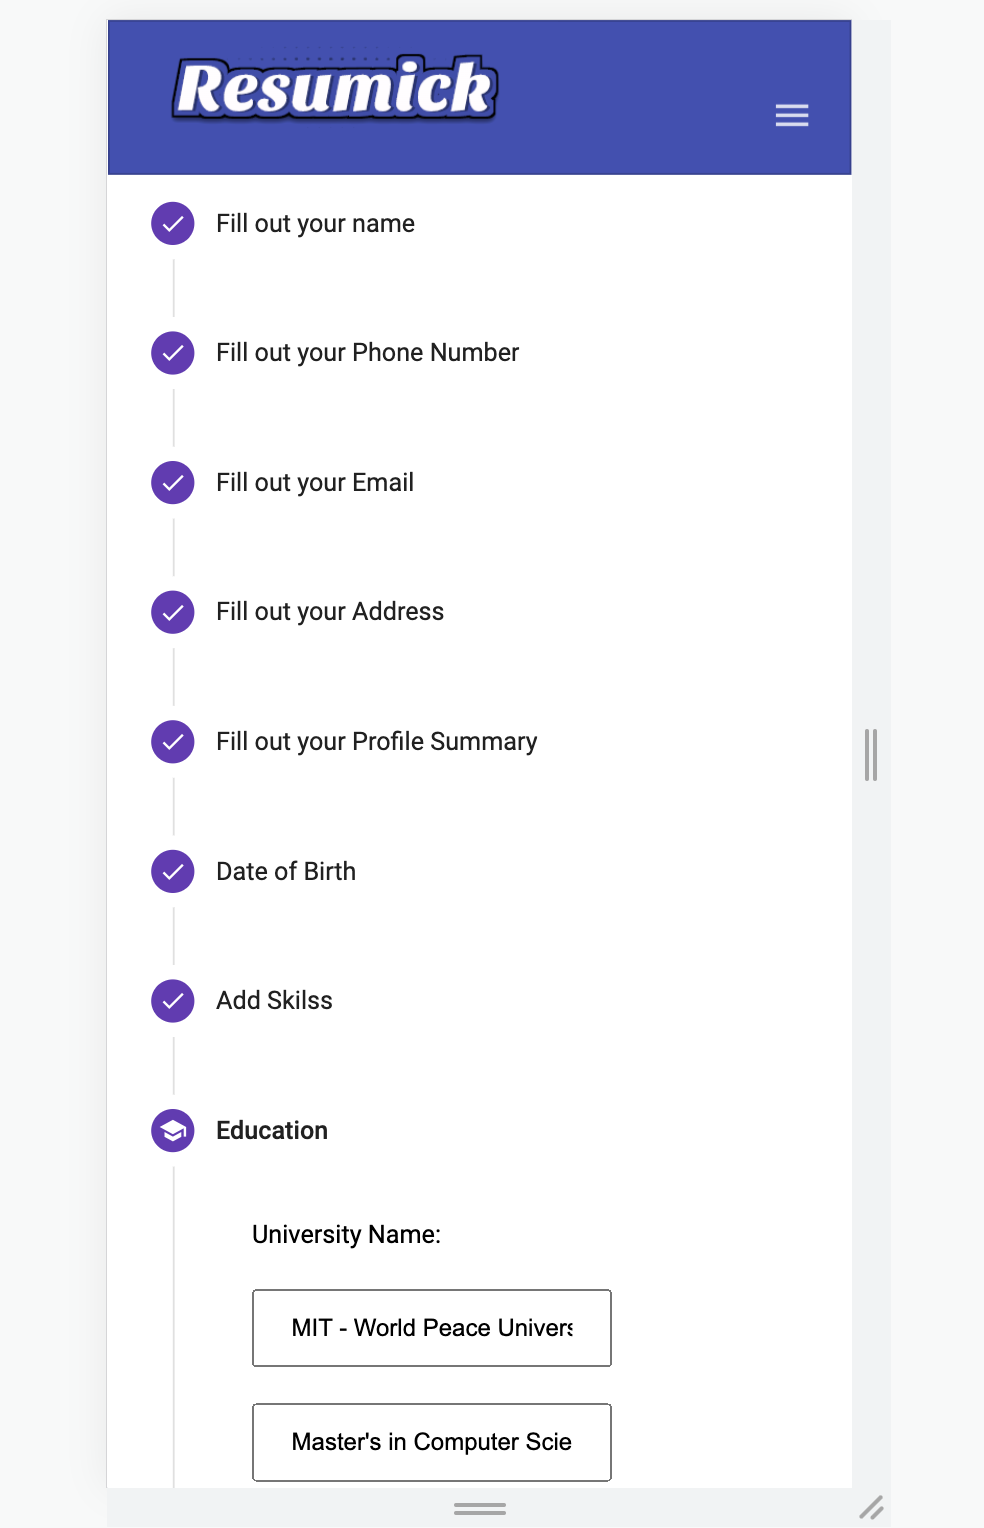 Resumick
Fill out your name
Fill out your Phone Number
Fill out your Email
Fill out your Address
Fill out your Profile Summary
Date of Birth
Add Skilss
Education
University Name:
MIT - World Peace Univers
Master's in Computer Scie